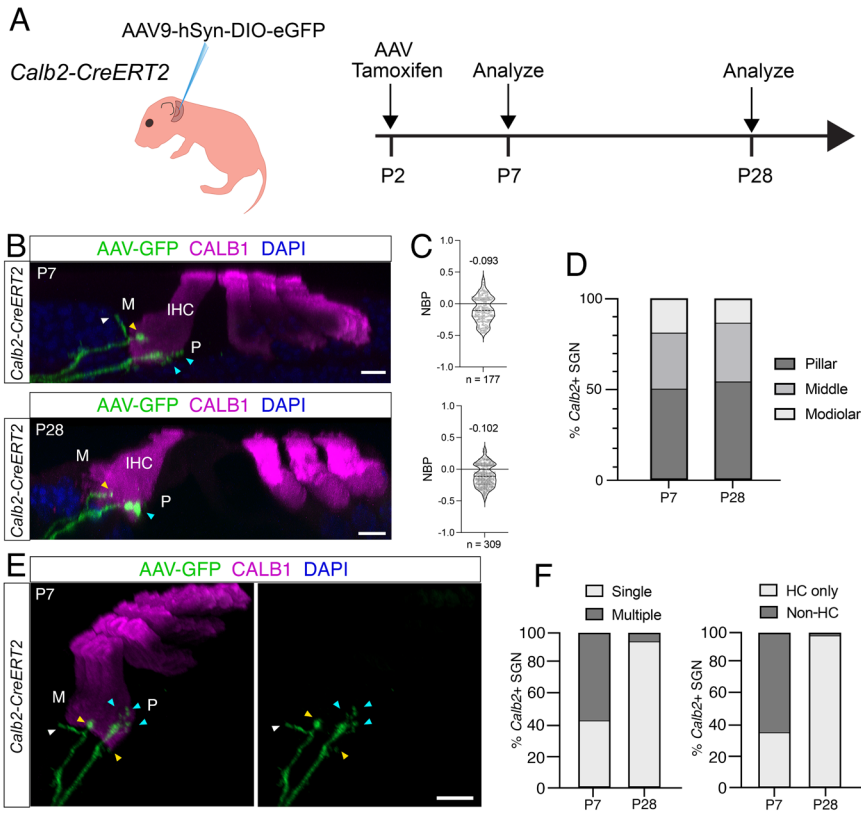 A
AAV9-hSyn-DIO-eGFP
Calb2-CreERT2
AAV
Tamoxifen
Analyze
Analyze
P2
P7
P28
B
AAV-GFP CALB1 DAPI
Calb2-CreERT2
P7
M
IHC
P
AAV-GFP CALB1 DAPI
Calb2-CreERT2
P28
M
IHC
P
C
NBP
1.0
0.5
0.0
-0.5
-1.0
-0.093
n = 177
NBP
1.0
0.5
0.0
-0.5
-1.0
-0.102
n = 309
D
% Calb2+ SGN
100
50
0
P7
P28
Pillar
Middle
Modiolar
E
AAV-GFP CALB1 DAPI
Calb2-CreERT2
P7
M
P
F
Single
Multiple
% Calb2+ SGN
100
80
60
40
20
0
P7 P28
HC only
Non-HC
% Calb2+ SGN
100
80
60
40
20
0
P7 P28